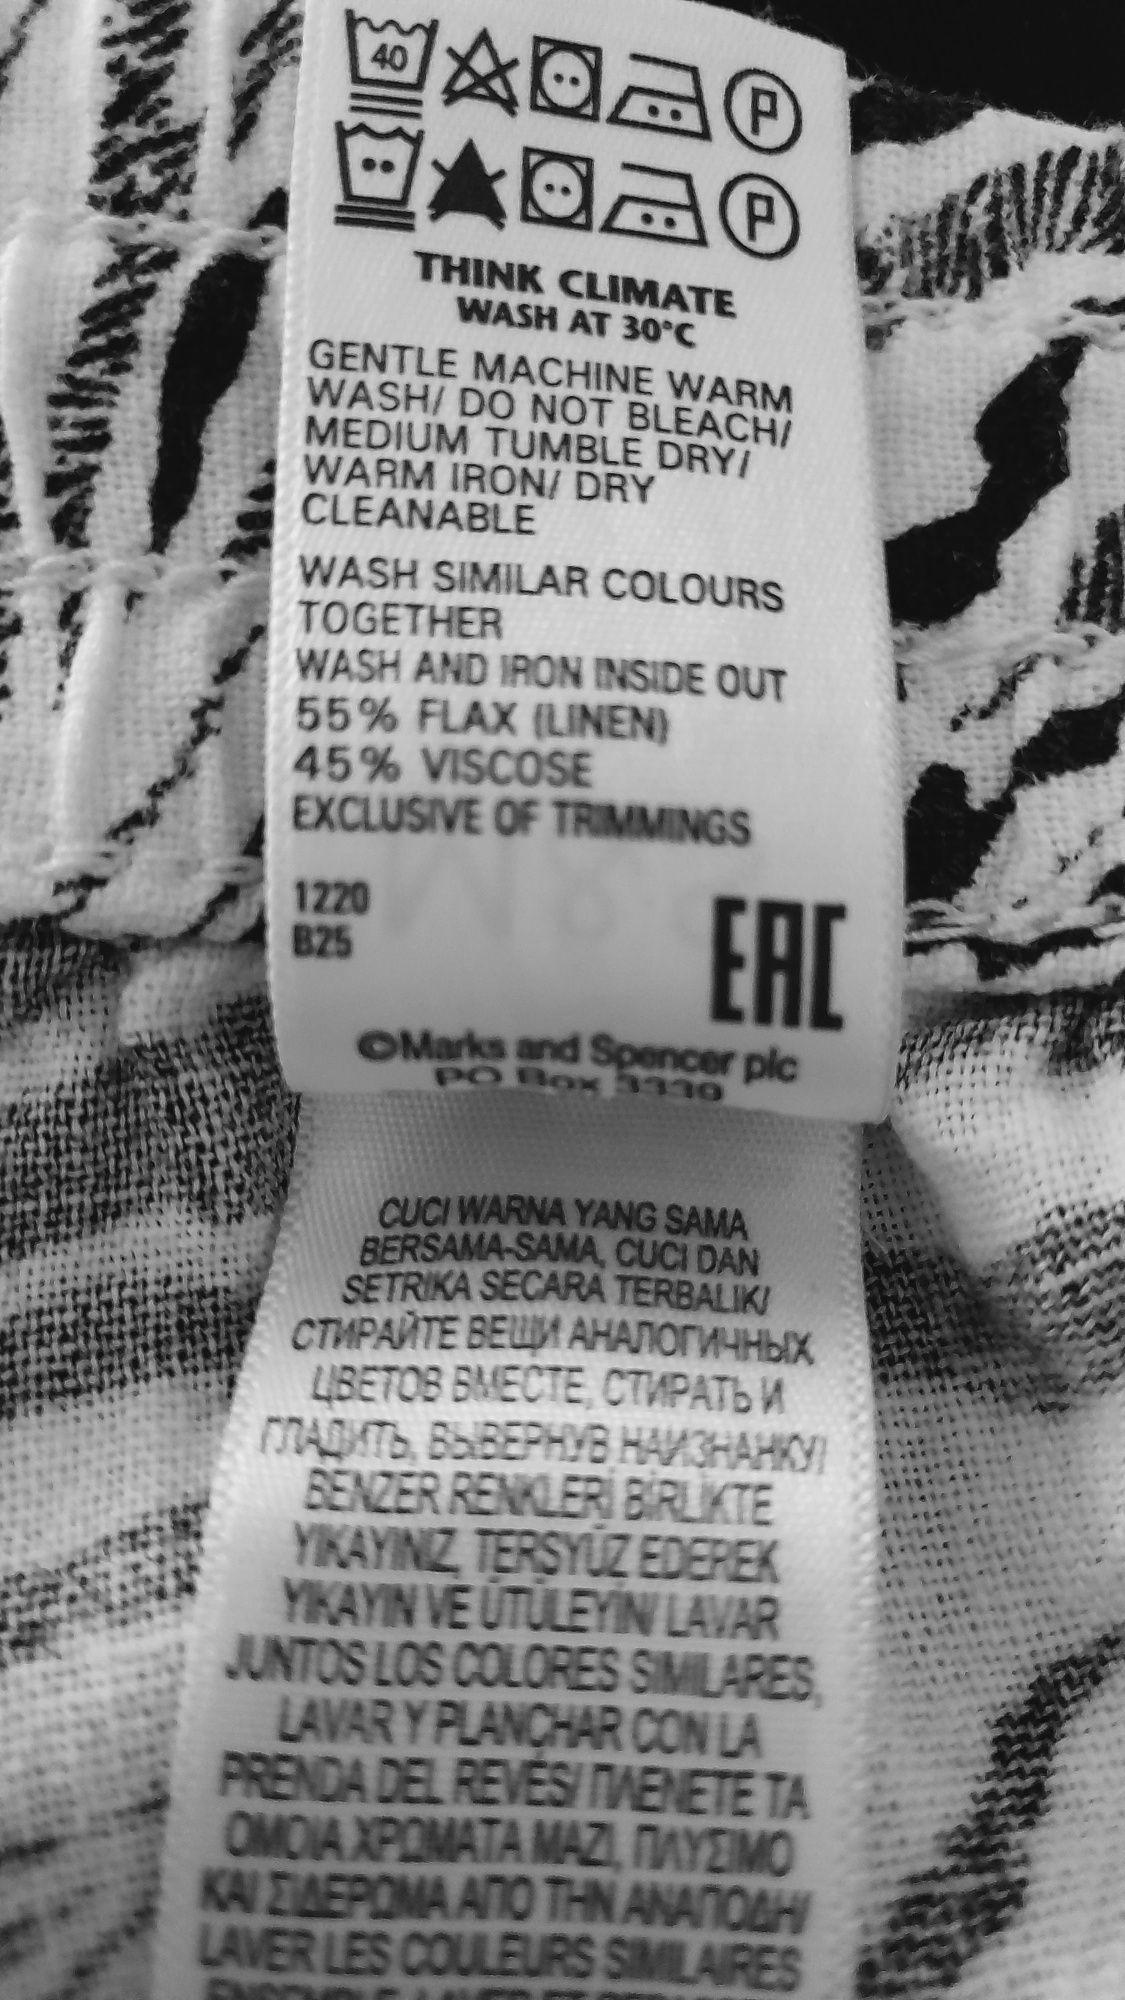 40
P
P
THINK CLIMATE
WASH AT 30°C
GENTLE MACHINE WARM
WASH/ DO NOT BLEACH/
MEDIUM TUMBLE DRY/
WARM IRON/ DRY
CLEANABLE
WASH SIMILAR COLOURS
TOGETHER
WASH AND IRON INSIDE OUT
55% FLAX (LINEN)
45% VISCOSE
EXCLUSIVE OF TRIMMINGS
1220
B25
EAC
©Marks and Spencer plc
PO Box 3339
CUCI WARNA YANG SAMA
BERSAMA-SAMA, CUCI DAN
SETRIKA SECARA TERBALIK/
СТИРАЙТЕ ВЕЩИ АНАЛОГИЧНЫХ
ЦВЕТОВ ВМЕСТЕ, СТИРАТЬ И
ГЛАДИТЬ, ВЫВЕРНУВ НАИЗНАНКУ/
BENZER RENKLERİ BİRLİKTE
YIKAYINIZ, TERSYÜZ EDEREK
YIKAYIN VE ÜTÜLEYİN/ LAVAR
JUNTOS LOS COLORES SIMILARES,
LAVAR Y PLANCHAR CON LA
PRENDA DEL REVÉS/ ΠΛΕΝΕΤΕ ΤΑ
ΟΜΟΙΑ ΧΡΩΜΑΤΑ ΜΑΖΙ, ΠΛΥΣΙΜΟ
ΚΑΙ ΣΙΔΕΡΩΜΑ ΑΠΟ ΤΗΝ ΑΝΑΠΟΔΗ/
LAVER LES COULEURS SIMILAIRES